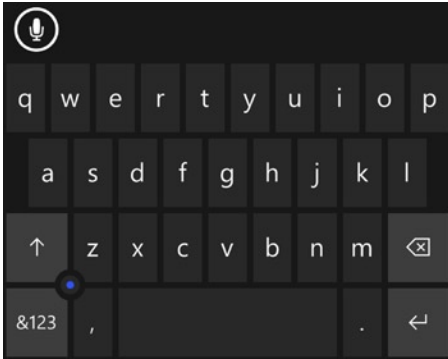 q w e r t y u i o p
a s d f g h j k l
↑ z x c v b n m
&123 , .